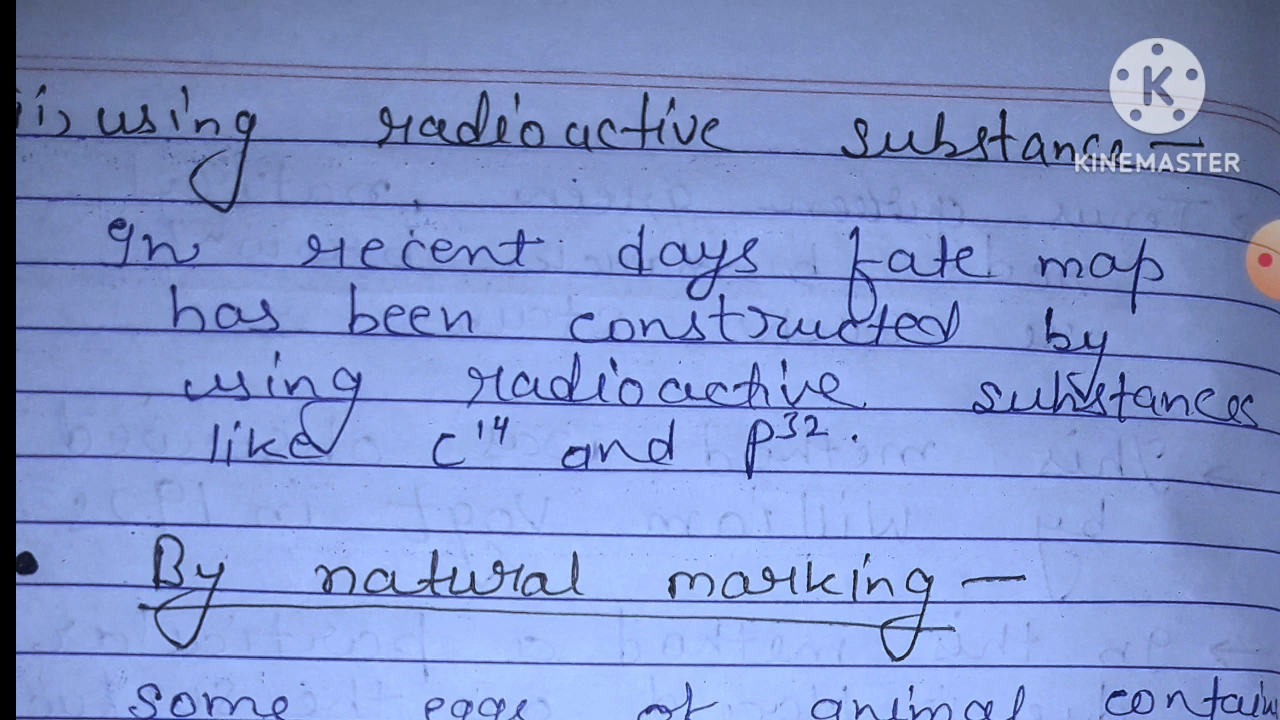 ii, using radioactive substance —
In recent days fate map
has been constructed by
using radioactive substances
like C¹⁴ and P³².
• By natural marking —
some eggs of animal contain
K
KINEMASTER